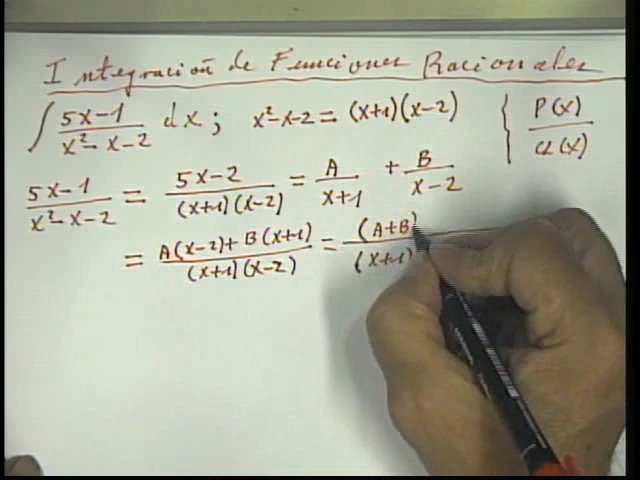 Integración de Funciones Racionales
∫ 5x-1 / x²-x-2 dx; x²-x-2 = (x+1)(x-2) { P(x) / Q(x)
5x-1 / x²-x-2 = 5x-2 / (x+1)(x-2) = A / x+1 + B / x-2
= A(x-2)+B(x+1) / (x+1)(x-2) = (A+B) / (x+1)